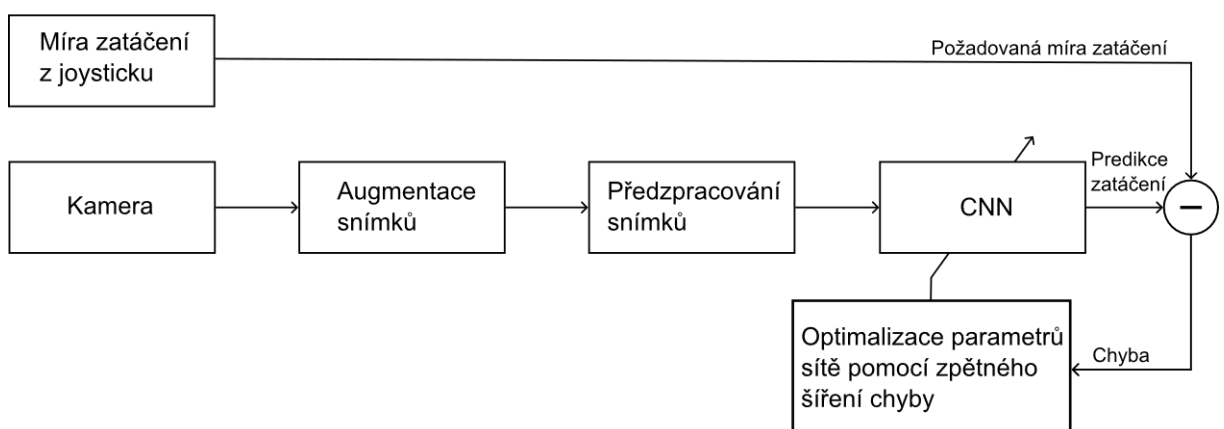 Míra zatáčení
z joysticku
Požadovaná míra zatáčení
Kamera
Augmentace
snímků
Předzpracování
snímků
CNN
Predikce
zatáčení
−
Optimalizace parametrů
sítě pomocí zpětného
šíření chyby
Chyba